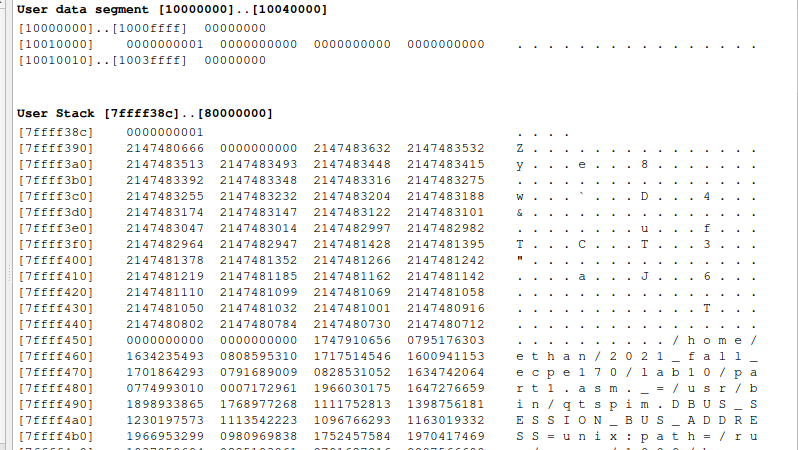 User data segment [10000000]..[10040000]
[10000000]..[1000ffff] 00000000
[10010000] 0000000001 0000000000 0000000000 0000000000 . . . . . . . . . . . . . . . .
[10010010]..[1003ffff] 00000000
User Stack [7ffff38c]..[80000000]
[7ffff38c] 0000000001 . . . .
[7ffff390] 2147480666 0000000000 2147483632 2147483532 Z . . . . . . . . . . . . . . .
[7ffff3a0] 2147483513 2147483493 2147483448 2147483415 y . . . e . . . 8 . . . . . . .
[7ffff3b0] 2147483392 2147483348 2147483316 2147483275 . . . . . . . . . . . . . . . .
[7ffff3c0] 2147483255 2147483232 2147483204 2147483188 w . . . ` . . . D . . . 4 . . .
[7ffff3d0] 2147483174 2147483147 2147483122 2147483101 & . . . . . . . . . . . . . . .
[7ffff3e0] 2147483047 2147483014 2147482997 2147482982 . . . . . . . . u . . . f . . .
[7ffff3f0] 2147482964 2147482947 2147481428 2147481395 T . . . C . . . T . . . 3 . . .
[7ffff400] 2147481378 2147481352 2147481266 2147481242 " . . . . . . . . . . . . . . .
[7ffff410] 2147481219 2147481185 2147481162 2147481142 . . . . a . . . J . . . 6 . . .
[7ffff420] 2147481110 2147481099 2147481069 2147481058 . . . . . . . . . . . . . . . .
[7ffff430] 2147481050 2147481032 2147481001 2147480916 . . . . . . . . . . . . T . . .
[7ffff440] 2147480802 2147480784 2147480730 2147480712 . . . . . . . . . . . . . . . .
[7ffff450] 0000000000 0000000000 1747910656 0795176303 . . . . . . . . . . / h o m e /
[7ffff460] 1634235493 0808595310 1717514546 1600941153 e t h a n / 2 0 2 1 _ f a l l _
[7ffff470] 1701864293 0791689009 0828531052 1634742064 e c p e 1 7 0 / l a b 1 0 / p a
[7ffff480] 0774993010 0007172961 1966030175 1647276659 r t 1 . a s m . _ = / u s r / b
[7ffff490] 1898933865 1768977268 1111752813 1398756181 i n / q t s p i m . D B U S _ S
[7ffff4a0] 1230197573 1113542223 1096766293 1163019332 E S S I O N _ B U S _ A D D R E
[7ffff4b0] 1966953299 0980969838 1752457584 1970417469 S S = u n i x : p a t h = / r u